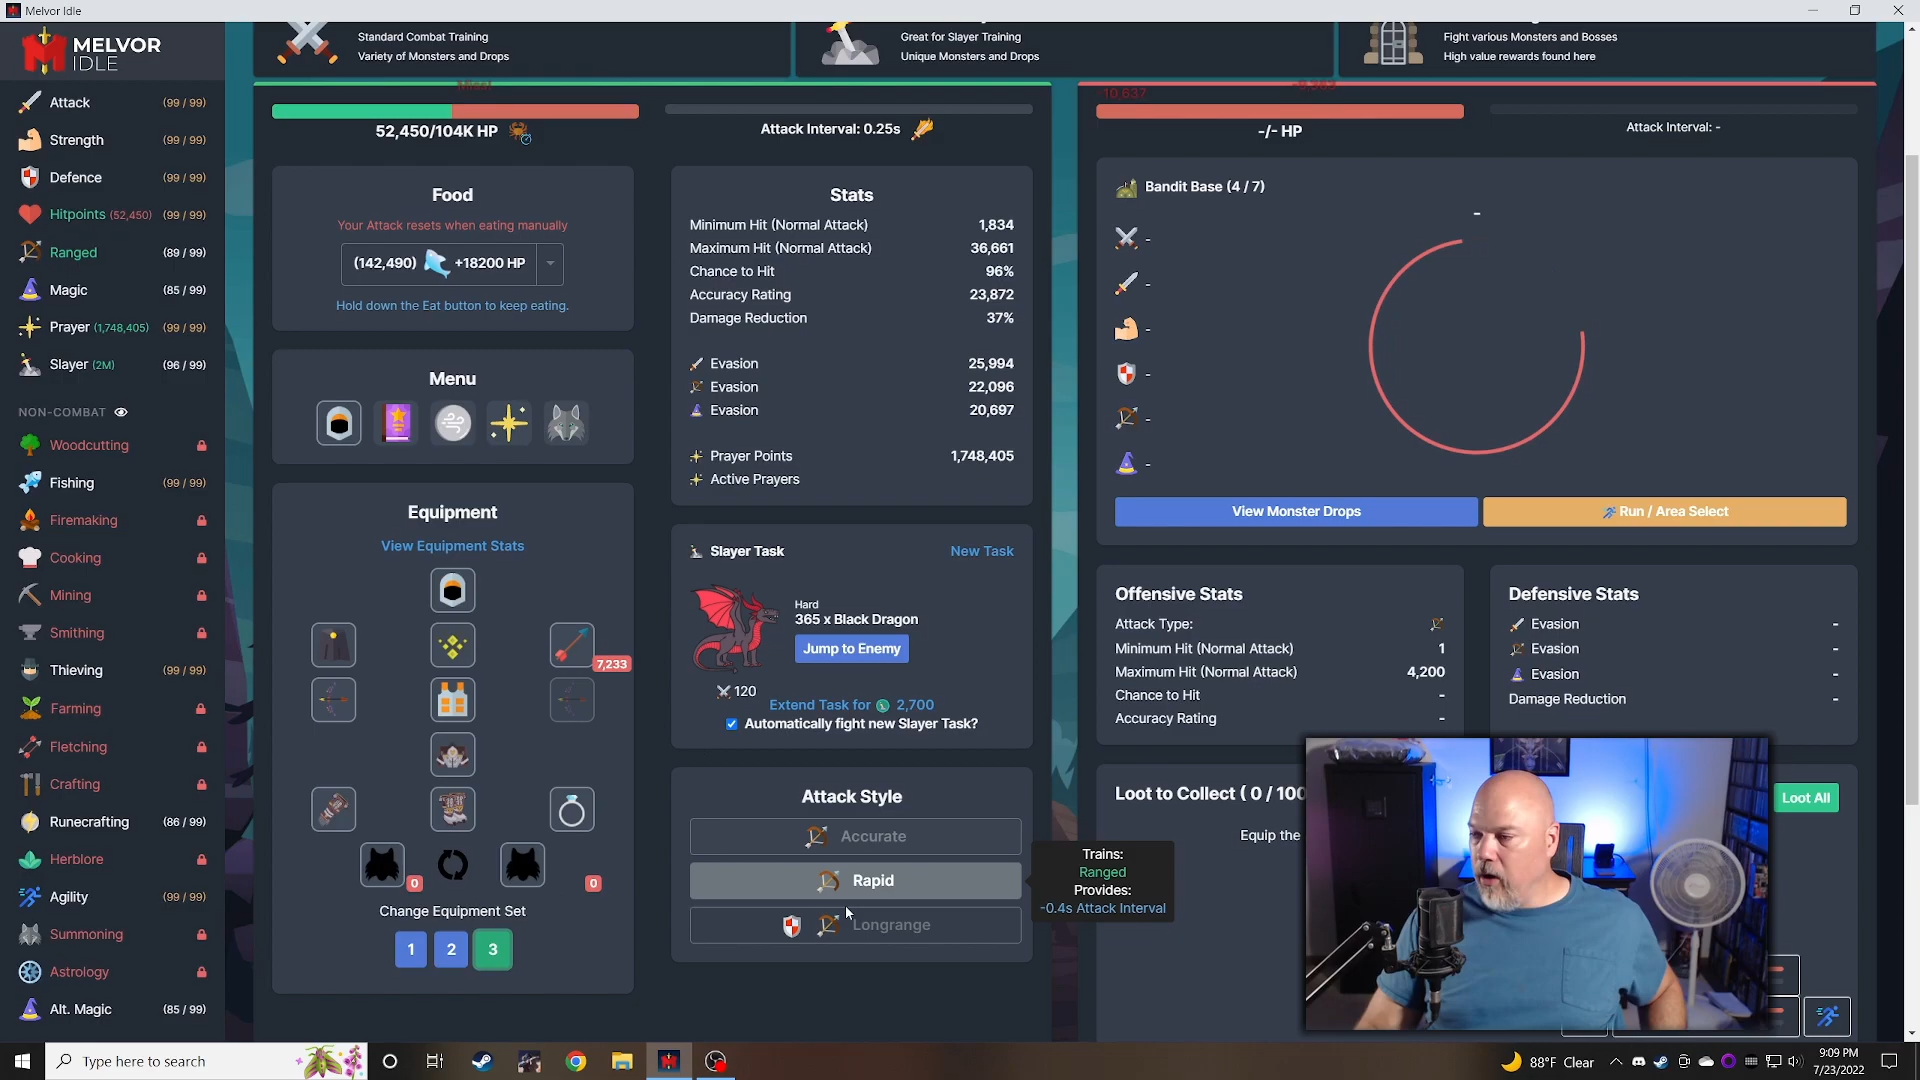 Melvor Idle
MELVOR
IDLE
Standard Combat Training
Variety of Monsters and Drops
Great for Slayer Training
Unique Monsters and Drops
Fight various Monsters and Bosses
High value rewards found here
Attack (99 / 99)
Strength (99 / 99)
Defence (99 / 99)
Hitpoints (52,450) (99 / 99)
Ranged (89 / 99)
Magic (85 / 99)
Prayer (1,748,405) (99 / 99)
Slayer (2M) (96 / 99)
NON-COMBAT
Woodcutting
Fishing (99 / 99)
Firemaking
Cooking
Mining
Smithing
Thieving (99 / 99)
Farming
Fletching
Crafting
Runecrafting (86 / 99)
Herblore
Agility (99 / 99)
Summoning
Astrology
Alt. Magic (85 / 99)
52,450/104K HP
Attack Interval: 0.25s
Food
Your Attack resets when eating manually
(142,490) +18200 HP
Hold down the Eat button to keep eating.
Menu
Equipment
View Equipment Stats
7,233
0
0
Change Equipment Set
1 2 3
Stats
Minimum Hit (Normal Attack) 1,834
Maximum Hit (Normal Attack) 36,661
Chance to Hit 96%
Accuracy Rating 23,872
Damage Reduction 37%
Evasion 25,994
Evasion 22,096
Evasion 20,697
Prayer Points 1,748,405
Active Prayers
Slayer Task New Task
Hard
365 x Black Dragon
Jump to Enemy
120
Extend Task for 2,700
Automatically fight new Slayer Task?
Attack Style
Accurate
Rapid
Longrange
Trains:
Ranged
Provides:
-0.4s Attack Interval
-10,637
-/- HP
Attack Interval: -
Bandit Base (4 / 7)
-
-
-
-
-
-
-
View Monster Drops
Run / Area Select
Offensive Stats
Attack Type:
Minimum Hit (Normal Attack) 1
Maximum Hit (Normal Attack) 4,200
Chance to Hit -
Accuracy Rating -
Defensive Stats
Evasion -
Evasion -
Evasion -
Damage Reduction -
Loot to Collect ( 0 / 100
Loot All
Equip the
Type here to search
88°F Clear
9:09 PM
7/23/2022